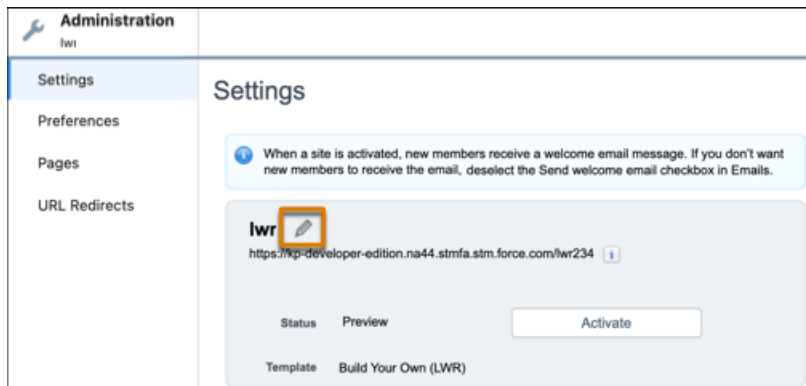 Administration
lwr
Settings
Preferences
Pages
URL Redirects
Settings
When a site is activated, new members receive a welcome email message. If you don't want
new members to receive the email, deselect the Send welcome email checkbox in Emails.
lwr
https://kp-developer-edition.na44.stmfa.stm.force.com/lwr234
Status Preview Activate
Template Build Your Own (LWR)